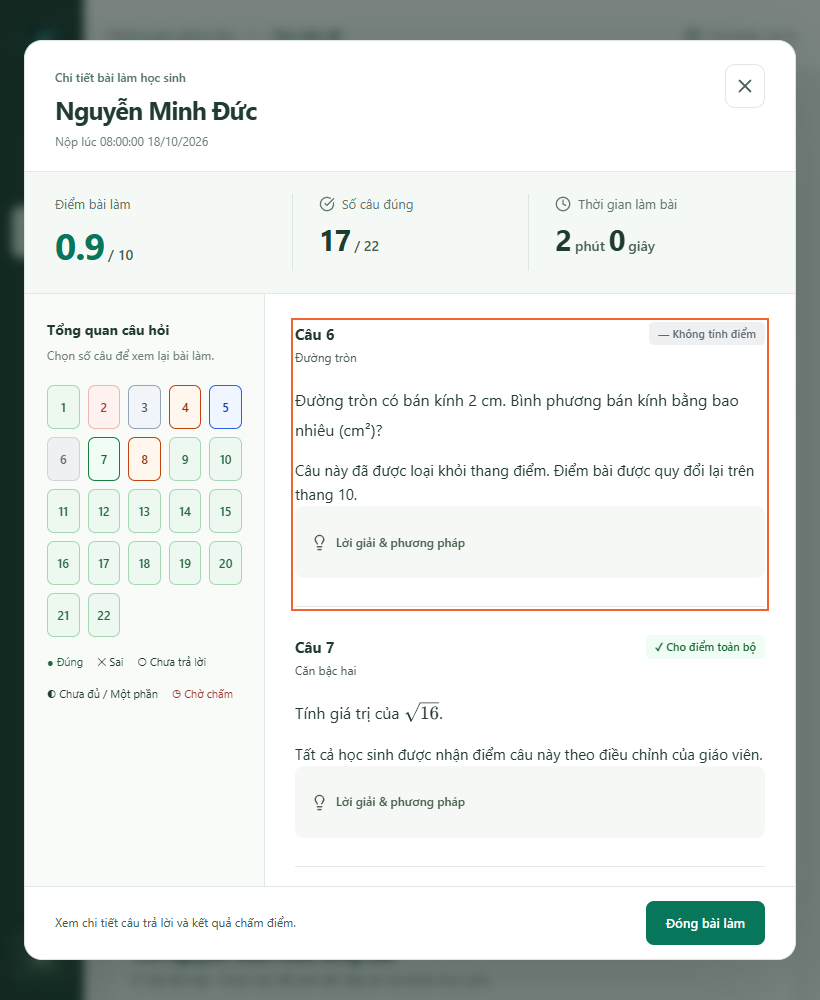 Chi tiết bài làm học sinh
Nguyễn Minh Đức
Nộp lúc 08:00:00 18/10/2026
Điểm bài làm
0.9 / 10
Số câu đúng
17 / 22
Thời gian làm bài
2 phút 0 giây
Tổng quan câu hỏi
Chọn số câu để xem lại bài làm.
1 2 3 4 5
6 7 8 9 10
11 12 13 14 15
16 17 18 19 20
21 22
● Đúng ✕ Sai ○ Chưa trả lời
◐ Chưa đủ / Một phần ◷ Chờ chấm
Câu 6
— Không tính điểm
Đường tròn
Đường tròn có bán kính 2 cm. Bình phương bán kính bằng bao
nhiêu (cm²)?
Câu này đã được loại khỏi thang điểm. Điểm bài được quy đổi lại trên
thang 10.
Lời giải & phương pháp
Câu 7
✓ Cho điểm toàn bộ
Căn bậc hai
Tính giá trị của √16.
Tất cả học sinh được nhận điểm câu này theo điều chỉnh của giáo viên.
Lời giải & phương pháp
Xem chi tiết câu trả lời và kết quả chấm điểm.
Đóng bài làm